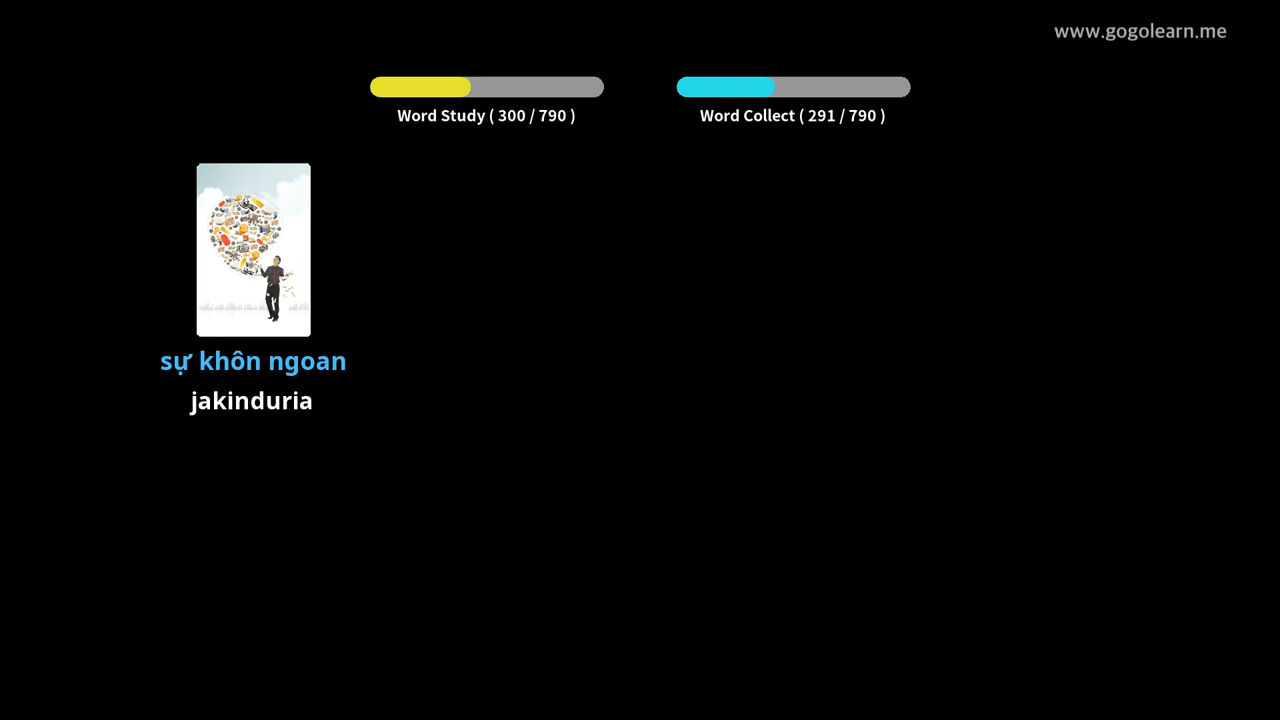 www.gogolearn.me
Word Study ( 300 / 790 )
Word Collect ( 291 / 790 )
sự khôn ngoan
jakinduria